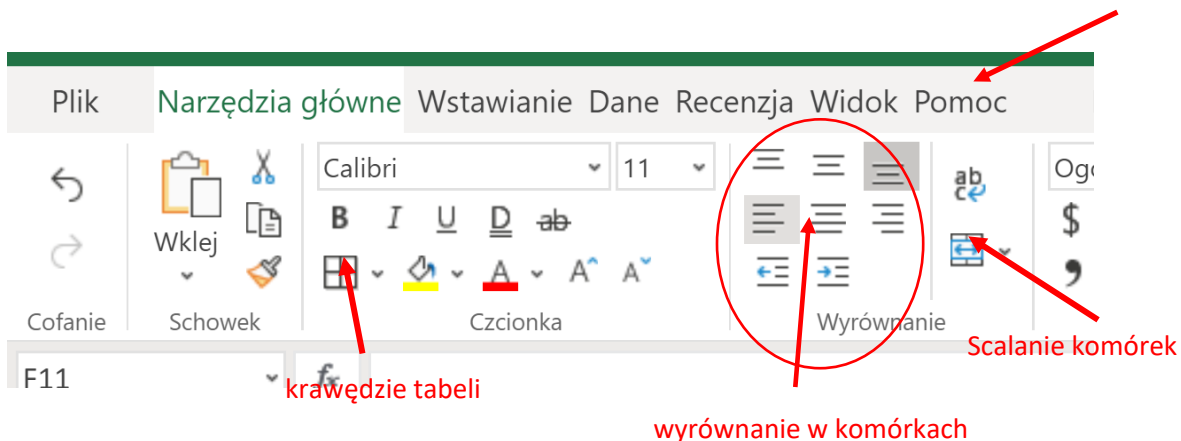 Plik Narzędzia główne Wstawianie Dane Recenzja Widok Pomoc
Calibri 11
ab
c
B I U D ab
Wklej
$
A A^ A˅
Cofanie Schowek Czcionka Wyrównanie
Scalanie komórek
F11 fx
krawędzie tabeli
wyrównanie w komórkach